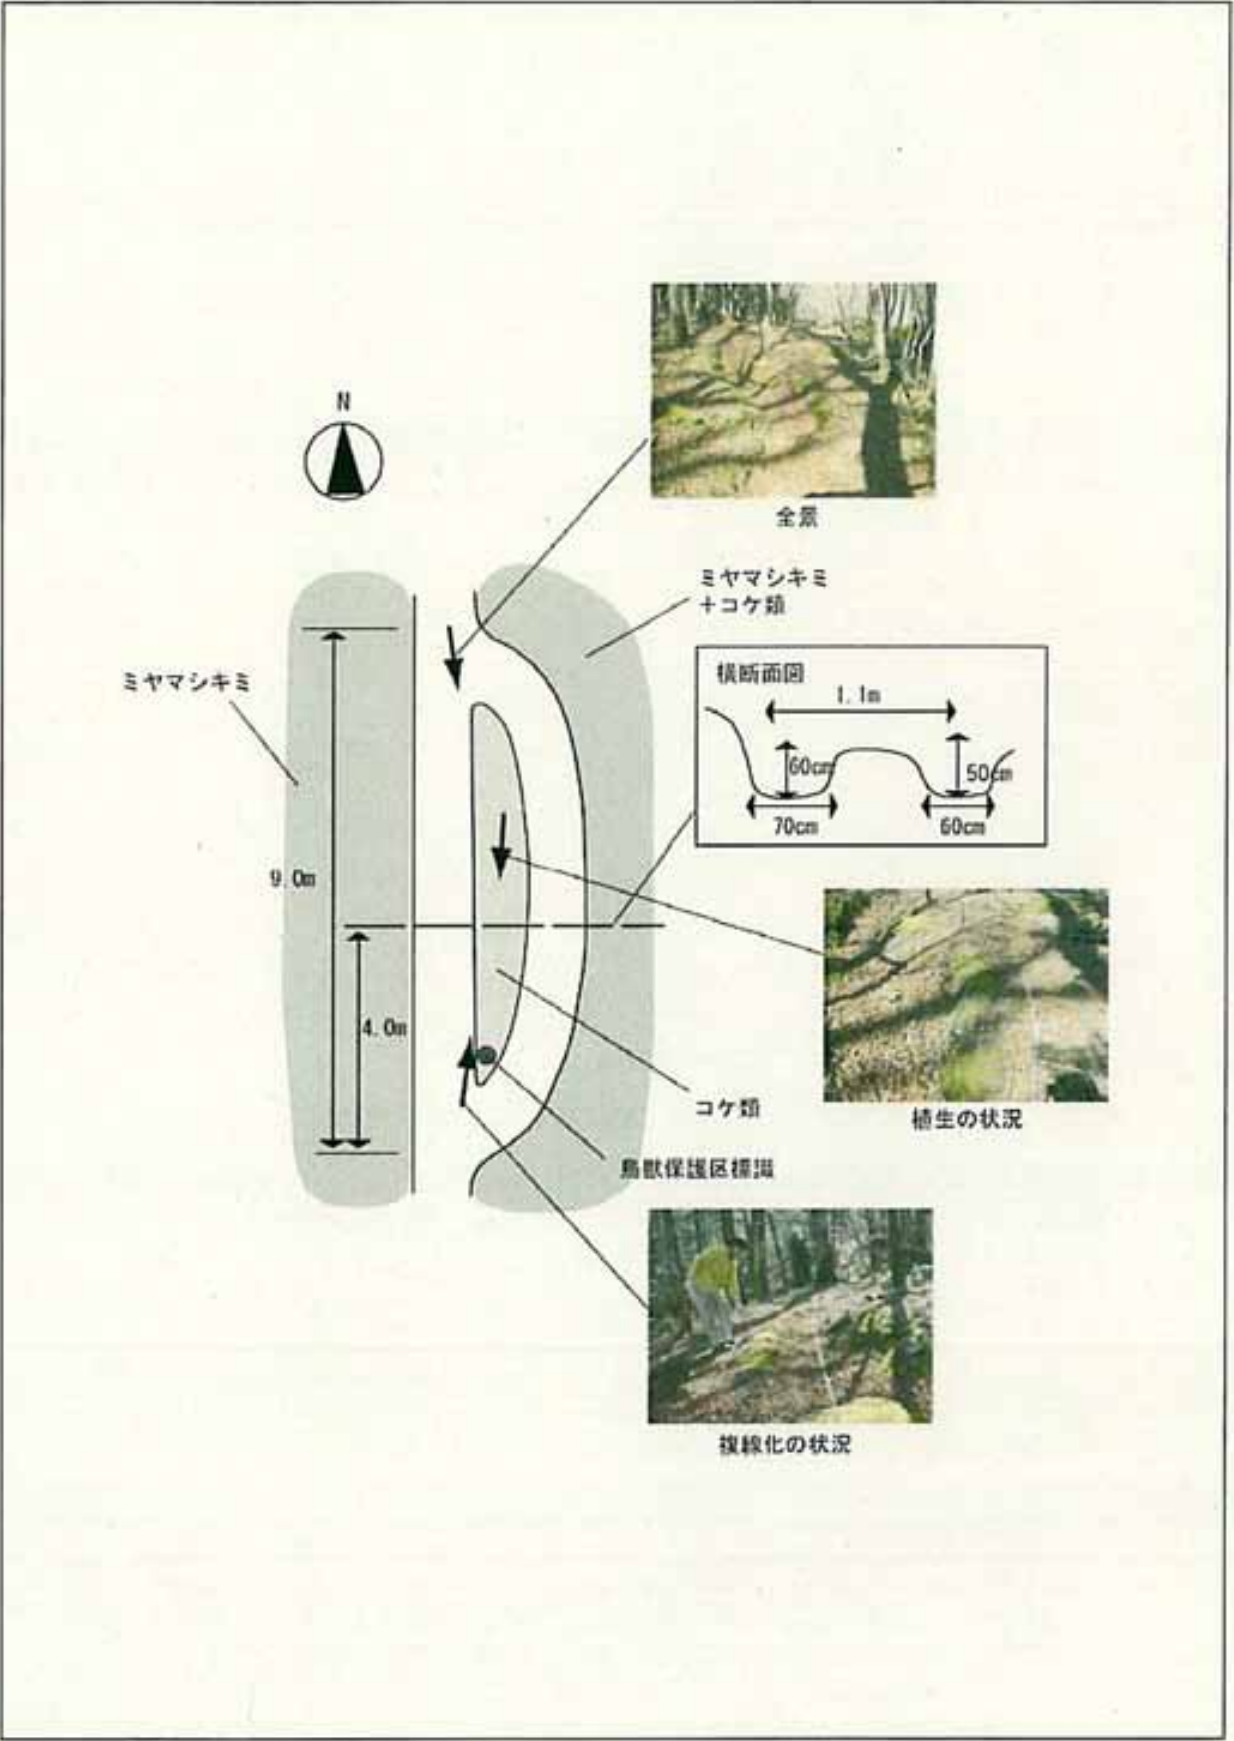 N
全景
ミヤマシキミ
+コケ類
ミヤマシキミ
横断面図
1.1m
60cm
50cm
70cm
60cm
9.0m
4.0m
コケ類
植生の状況
鳥獣保護区標識
複線化の状況